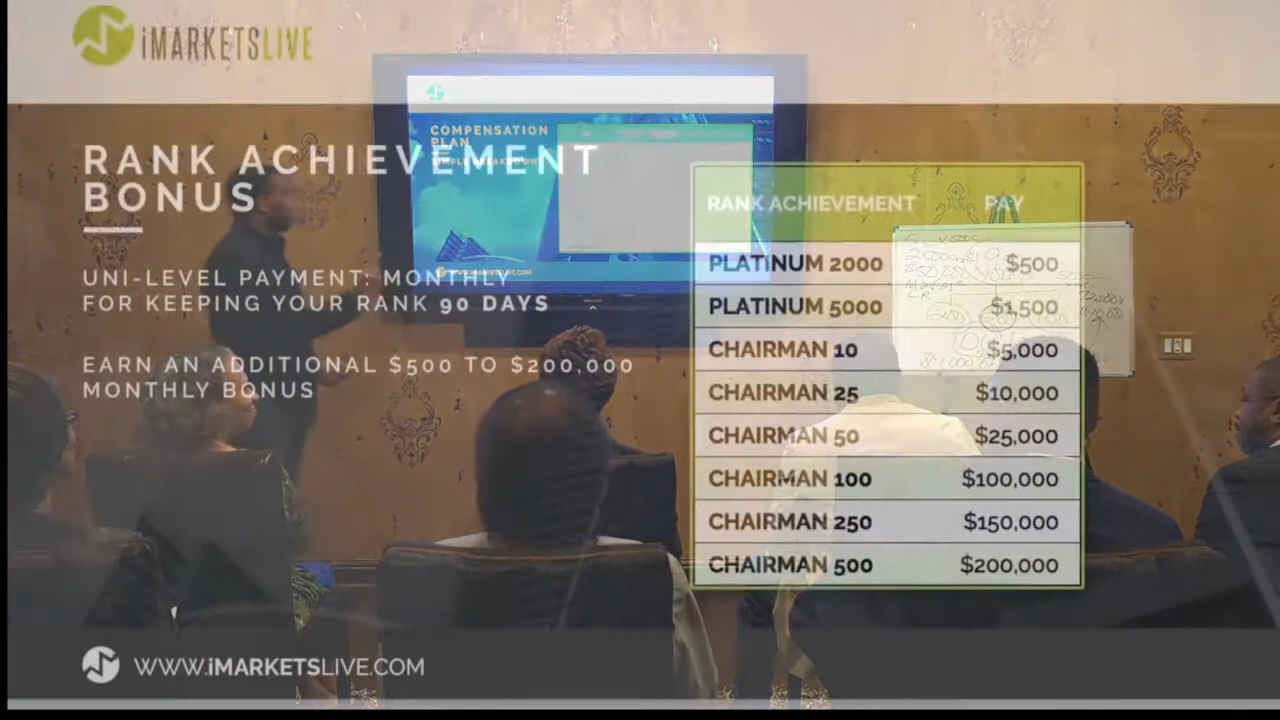 iMARKETSLIVE
COMPENSATION
PLAN
RANK ACHIEVEMENT
BONUS
UNI-LEVEL PAYMENT: MONTHLY
FOR KEEPING YOUR RANK 90 DAYS
EARN AN ADDITIONAL $500 TO $200,000
MONTHLY BONUS
RANK ACHIEVEMENT PAY
PLATINUM 2000 $500
PLATINUM 5000 $1,500
CHAIRMAN 10 $5,000
CHAIRMAN 25 $10,000
CHAIRMAN 50 $25,000
CHAIRMAN 100 $100,000
CHAIRMAN 250 $150,000
CHAIRMAN 500 $200,000
WWW.iMARKETSLIVE.COM